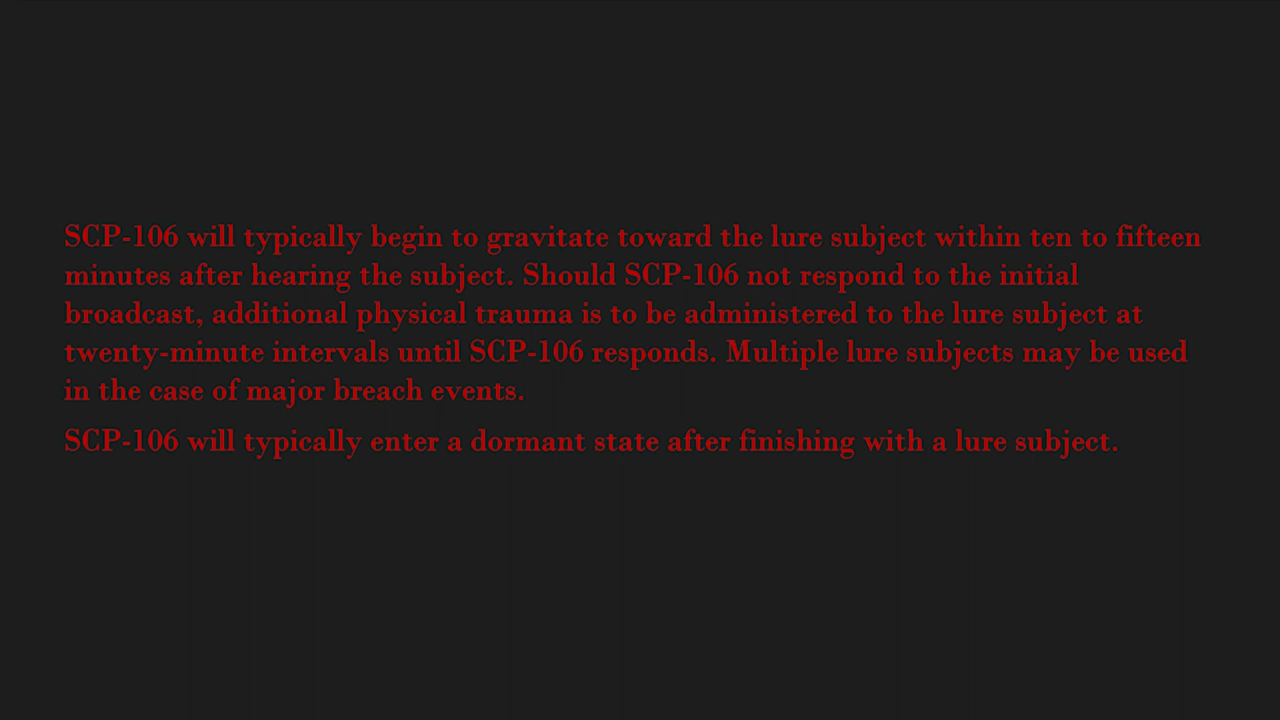 SCP-106 will typically begin to gravitate toward the lure subject within ten to fifteen
minutes after hearing the subject. Should SCP-106 not respond to the initial
broadcast, additional physical trauma is to be administered to the lure subject at
twenty-minute intervals until SCP-106 responds. Multiple lure subjects may be used
in the case of major breach events.
SCP-106 will typically enter a dormant state after finishing with a lure subject.